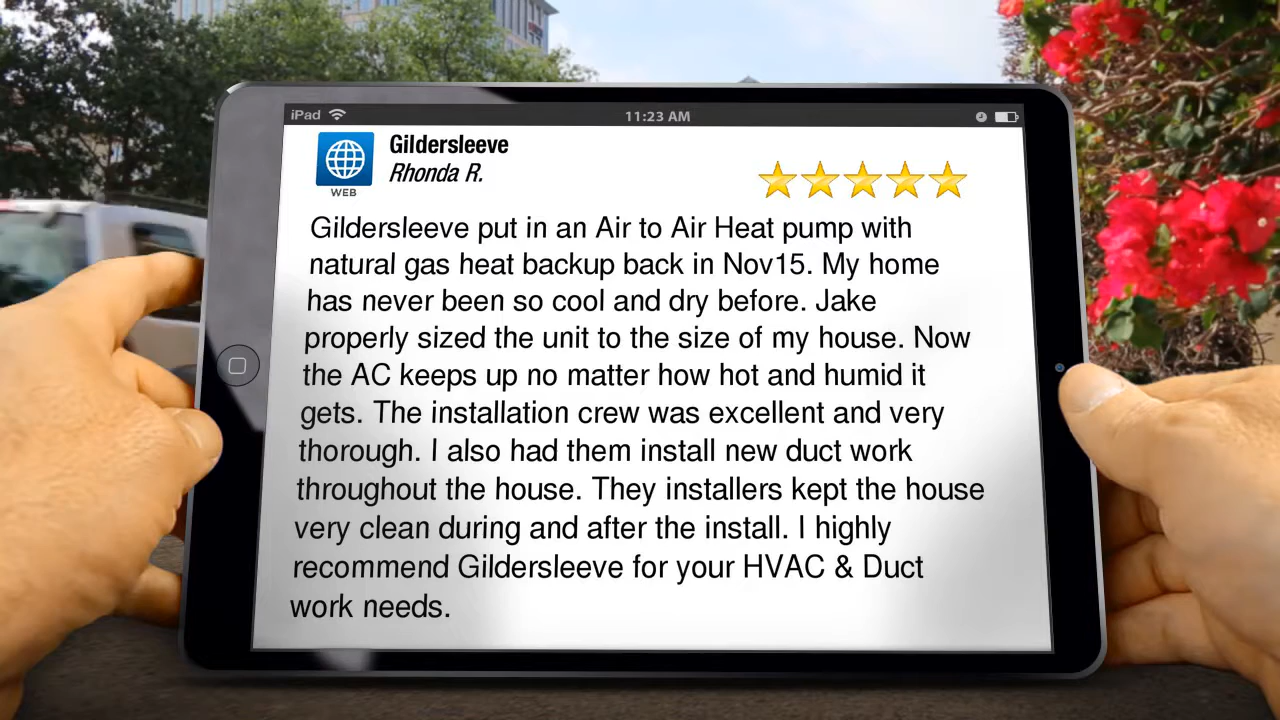 iPad
11:23 AM
Gildersleeve
Rhonda R.
WEB
Gildersleeve put in an Air to Air Heat pump with
natural gas heat backup back in Nov15. My home
has never been so cool and dry before. Jake
properly sized the unit to the size of my house. Now
the AC keeps up no matter how hot and humid it
gets. The installation crew was excellent and very
thorough. I also had them install new duct work
throughout the house. They installers kept the house
very clean during and after the install. I highly
recommend Gildersleeve for your HVAC & Duct
work needs.